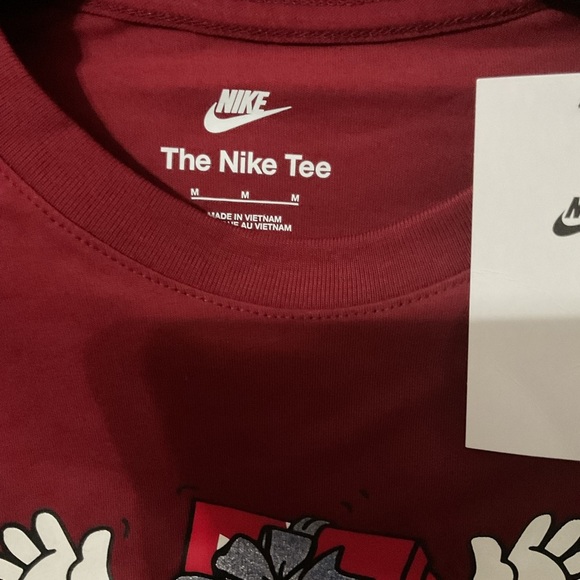 NIKE
The Nike Tee
M M M
MADE IN VIETNAM
AU VIETNAM